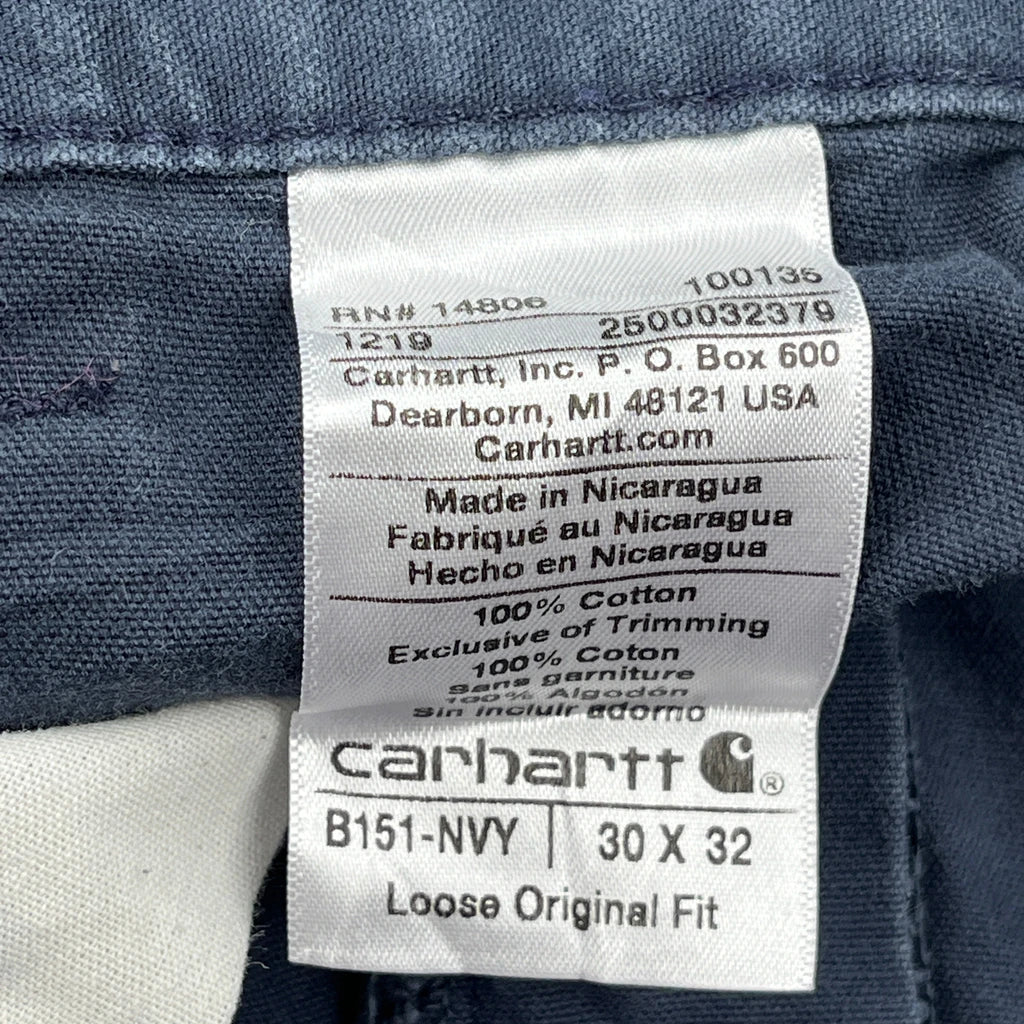 RN# 14806 100136
1219 2500032379
Carhartt, Inc. P. O. Box 600
Dearborn, MI 48121 USA
Carhartt.com
Made in Nicaragua
Fabriqué au Nicaragua
Hecho en Nicaragua
100% Cotton
Exclusive of Trimming
100% Coton
Sans garniture
100% Algodón
Sin incluir adorno
carhartt ®
B151-NVY | 30 X 32
Loose Original Fit